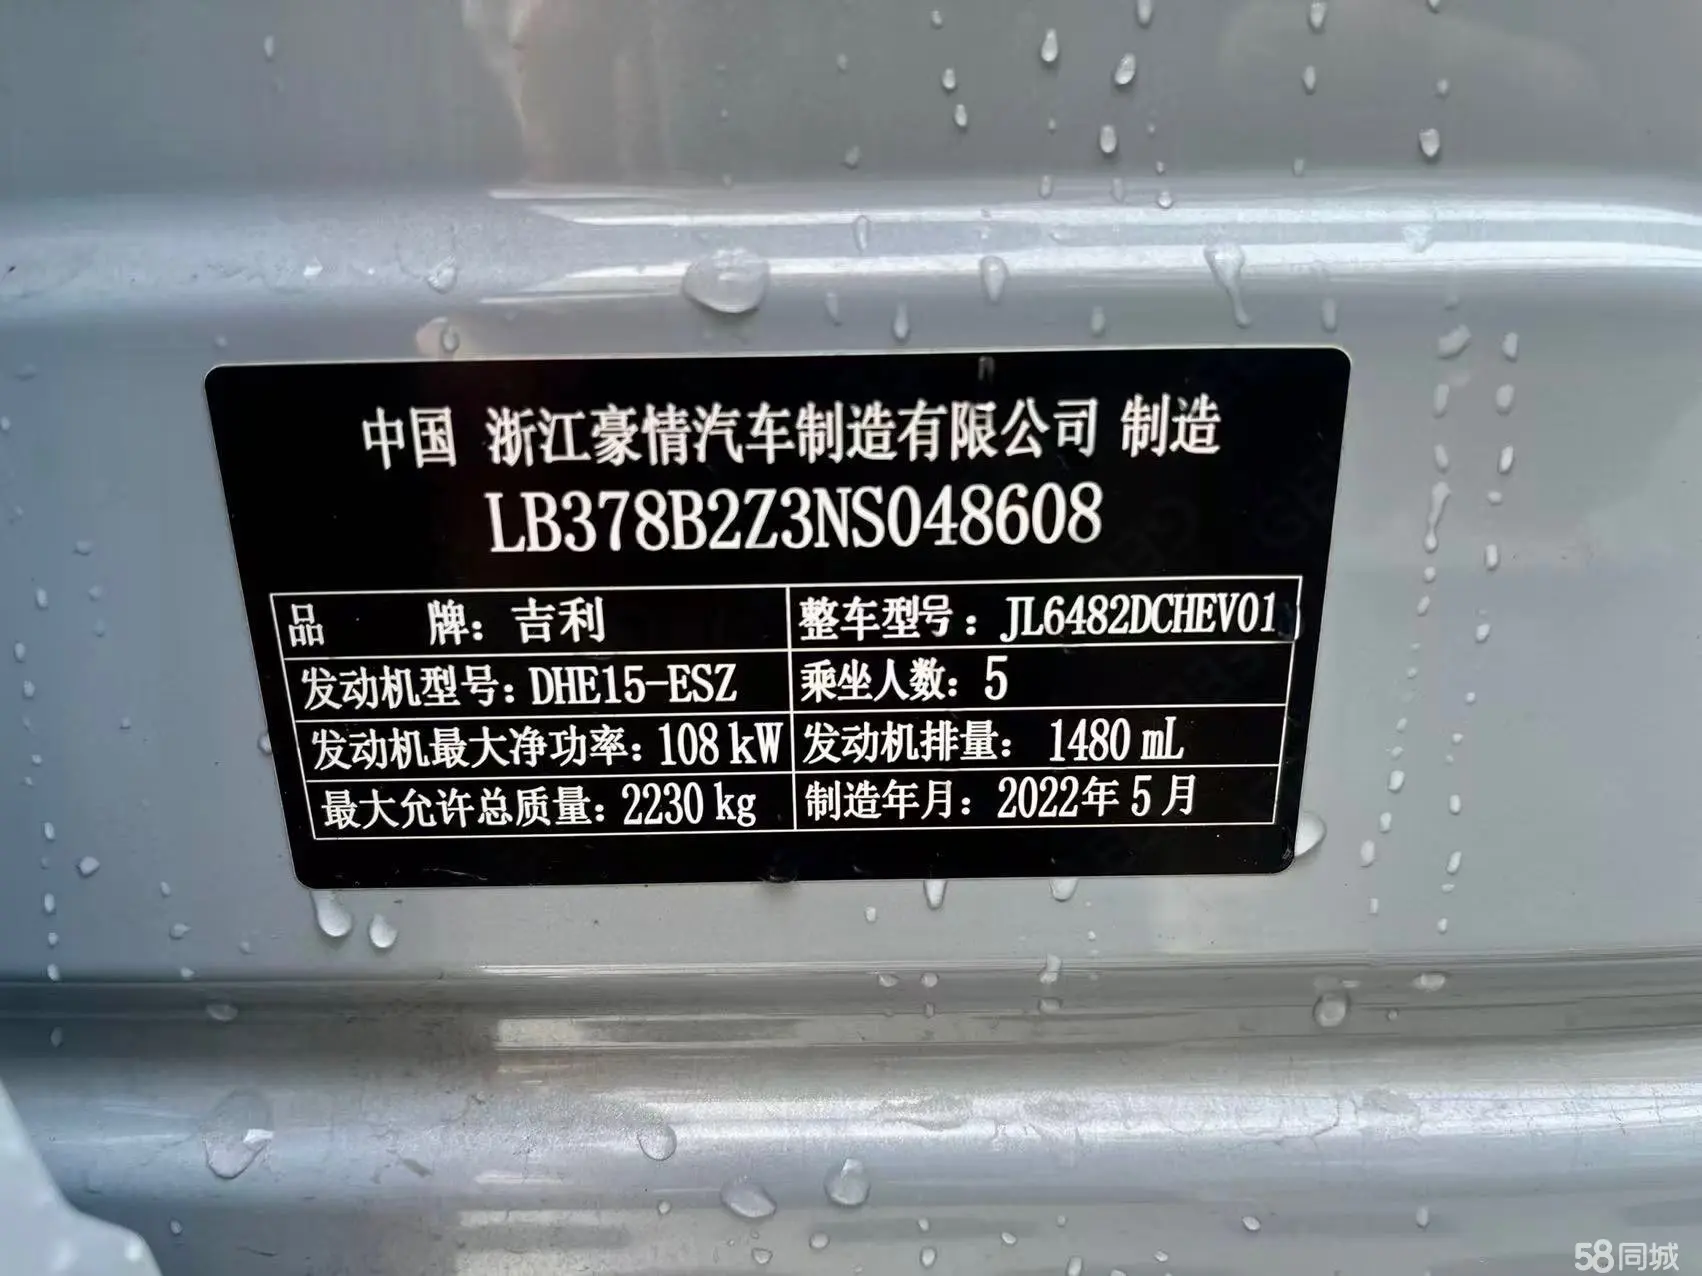 中国 浙江豪情汽车制造有限公司 制造
LB378B2Z3NS048608
品 牌：吉利 整车型号：JL6482DCHEV01
发动机型号：DHE15-ESZ 乘坐人数：5
发动机最大净功率：108 kW 发动机排量：1480 mL
最大允许总质量：2230 kg 制造年月：2022年5月
58同城